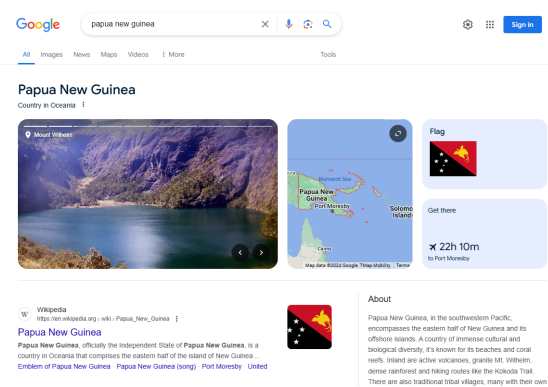 Google
papua new guinea
Sign in
All Images News Maps Videos More Tools
Papua New Guinea
Country in Oceania
Mount Wilhelm
Bismarck Sea
Papua New
Guinea
Port Moresby
Solomo
Islands
Cairns
Map data ©2024 Google, TMap Mobility Terms
Flag
Get there
22h 10m
to Port Moresby
W
Wikipedia
https://en.wikipedia.org › wiki › Papua_New_Guinea
Papua New Guinea
Papua New Guinea, officially the Independent State of Papua New Guinea, is a
country in Oceania that comprises the eastern half of the island of New Guinea ...
Emblem of Papua New Guinea · Papua New Guinea (song) · Port Moresby · United
About
Papua New Guinea, in the southwestern Pacific,
encompasses the eastern half of New Guinea and its
offshore islands. A country of immense cultural and
biological diversity, it's known for its beaches and coral
reefs. Inland are active volcanoes, granite Mt. Wilhelm,
dense rainforest and hiking routes like the Kokoda Trail.
There are also traditional tribal villages, many with their own